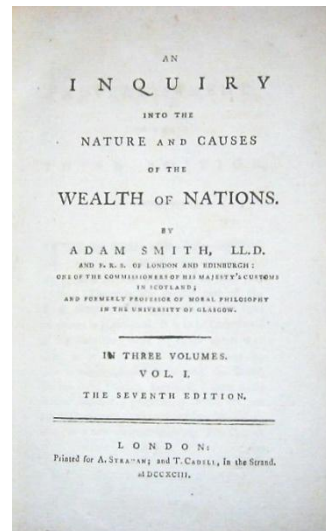 AN
INQUIRY
INTO THE
NATURE AND CAUSES
OF THE
WEALTH OF NATIONS.
BY
ADAM SMITH, LL.D.
AND F. R. S. OF LONDON AND EDINBURGH:
ONE OF THE COMMISSIONERS OF HIS MAJESTY'S CUSTOMS
IN SCOTLAND;
AND FORMERLY PROFESSOR OF MORAL PHILOSOPHY
IN THE UNIVERSITY OF GLASGOW.
IN THREE VOLUMES.
VOL. I.
THE SEVENTH EDITION.
LONDON:
Printed for A. STRAHAN; and T. CADELL, In the Strand.
MDCCXCIII.